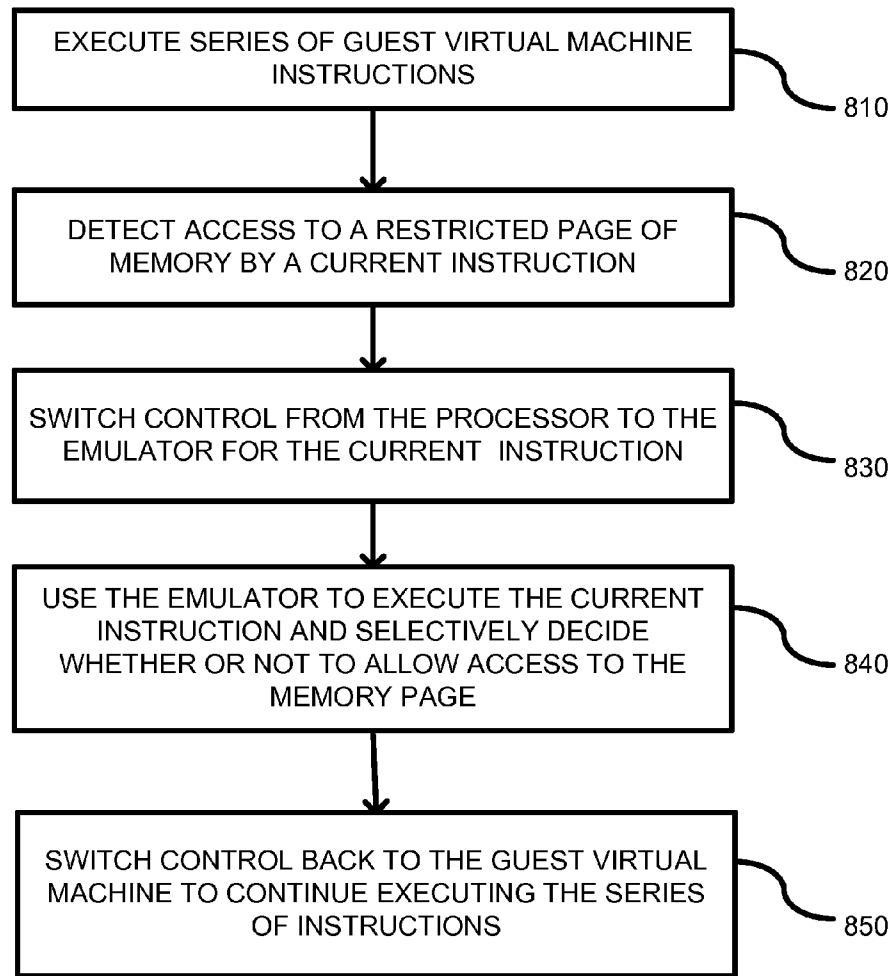 EXECUTE SERIES OF GUEST VIRTUAL MACHINE
INSTRUCTIONS
810
DETECT ACCESS TO A RESTRICTED PAGE OF
MEMORY BY A CURRENT INSTRUCTION
820
SWITCH CONTROL FROM THE PROCESSOR TO THE
EMULATOR FOR THE CURRENT INSTRUCTION
830
USE THE EMULATOR TO EXECUTE THE CURRENT
INSTRUCTION AND SELECTIVELY DECIDE
WHETHER OR NOT TO ALLOW ACCESS TO THE
MEMORY PAGE
840
SWITCH CONTROL BACK TO THE GUEST VIRTUAL
MACHINE TO CONTINUE EXECUTING THE SERIES
OF INSTRUCTIONS
850